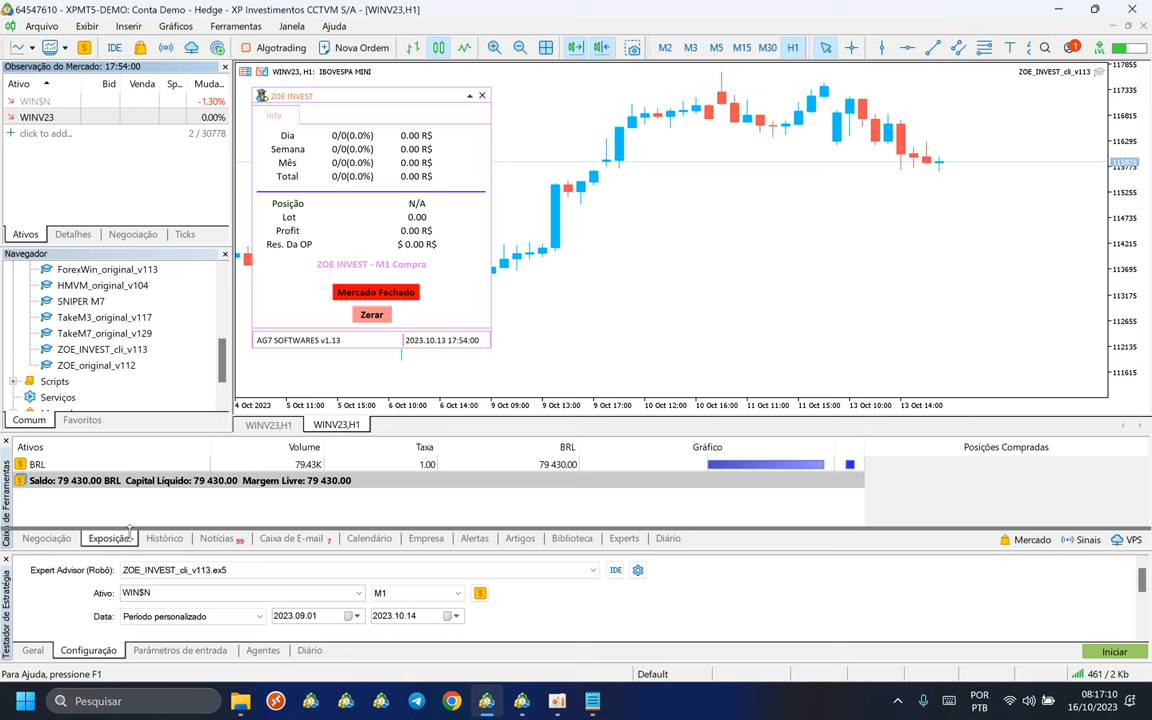 64547610 - XPMT5-DEMO: Conta Demo - Hedge - XP Investimentos CCTVM S/A - [WINV23,H1]
Arquivo Exibir Inserir Gráficos Ferramentas Janela Ajuda
IDE Algotrading Nova Ordem M2 M3 M5 M15 M30 H1 T 1 LVL
Observação do Mercado: 17:54:00
Ativo Bid Venda Sp... Muda...
WIN$N -1.30%
WINV23 0.00%
click to add... 2 / 30778
Ativos Detalhes Negociação Ticks
Navegador
ForexWin_original_v113
HMVM_original_v104
SNIPER M7
TakeM3_original_v117
TakeM7_original_v129
ZOE_INVEST_cli_v113
ZOE_original_v112
Scripts
Serviços
Comum Favoritos
WINV23, H1: IBOVESPA MINI
ZOE_INVEST_cli_v113
ZOE INVEST
Info
Dia 0/0(0.0%) 0.00 R$
Semana 0/0(0.0%) 0.00 R$
Mês 0/0(0.0%) 0.00 R$
Total 0/0(0.0%) 0.00 R$
Posição N/A
Lot 0.00
Profit 0.00 R$
Res. Da OP $ 0.00 R$
ZOE INVEST - M1 Compra
Mercado Fechado
Zerar
AG7 SOFTWARES v1.13 2023.10.13 17:54:00
117855
117335
116815
116295
115775
115255
114735
114215
113695
113175
112655
112135
111615
4 Oct 2023 5 Oct 11:00 5 Oct 15:00 6 Oct 10:00 6 Oct 14:00 9 Oct 09:00 9 Oct 13:00 9 Oct 17:00 10 Oct 12:00 10 Oct 16:00 11 Oct 11:00 11 Oct 15:00 13 Oct 10:00 13 Oct 14:00
WINV23,H1 WINV23,H1
Caixa de Ferramentas
Ativos Volume Taxa BRL Gráfico Posições Compradas
BRL 79.43K 1.00 79 430.00
Saldo: 79 430.00 BRL Capital Líquido: 79 430.00 Margem Livre: 79 430.00
Negociação Exposição Histórico Notícias 99 Caixa de E-mail 7 Calendário Empresa Alertas Artigos Biblioteca Experts Diário Mercado Sinais VPS
Testador de Estratégia
Expert Advisor (Robô): ZOE_INVEST_cli_v113.ex5 IDE
Ativo: WIN$N M1
Data: Período personalizado 2023.09.01 2023.10.14
Geral Configuração Parâmetros de entrada Agentes Diário Iniciar
Para Ajuda, pressione F1 Default 461 / 2 Kb
Pesquisar
POR
PTB
08:17:10
16/10/2023